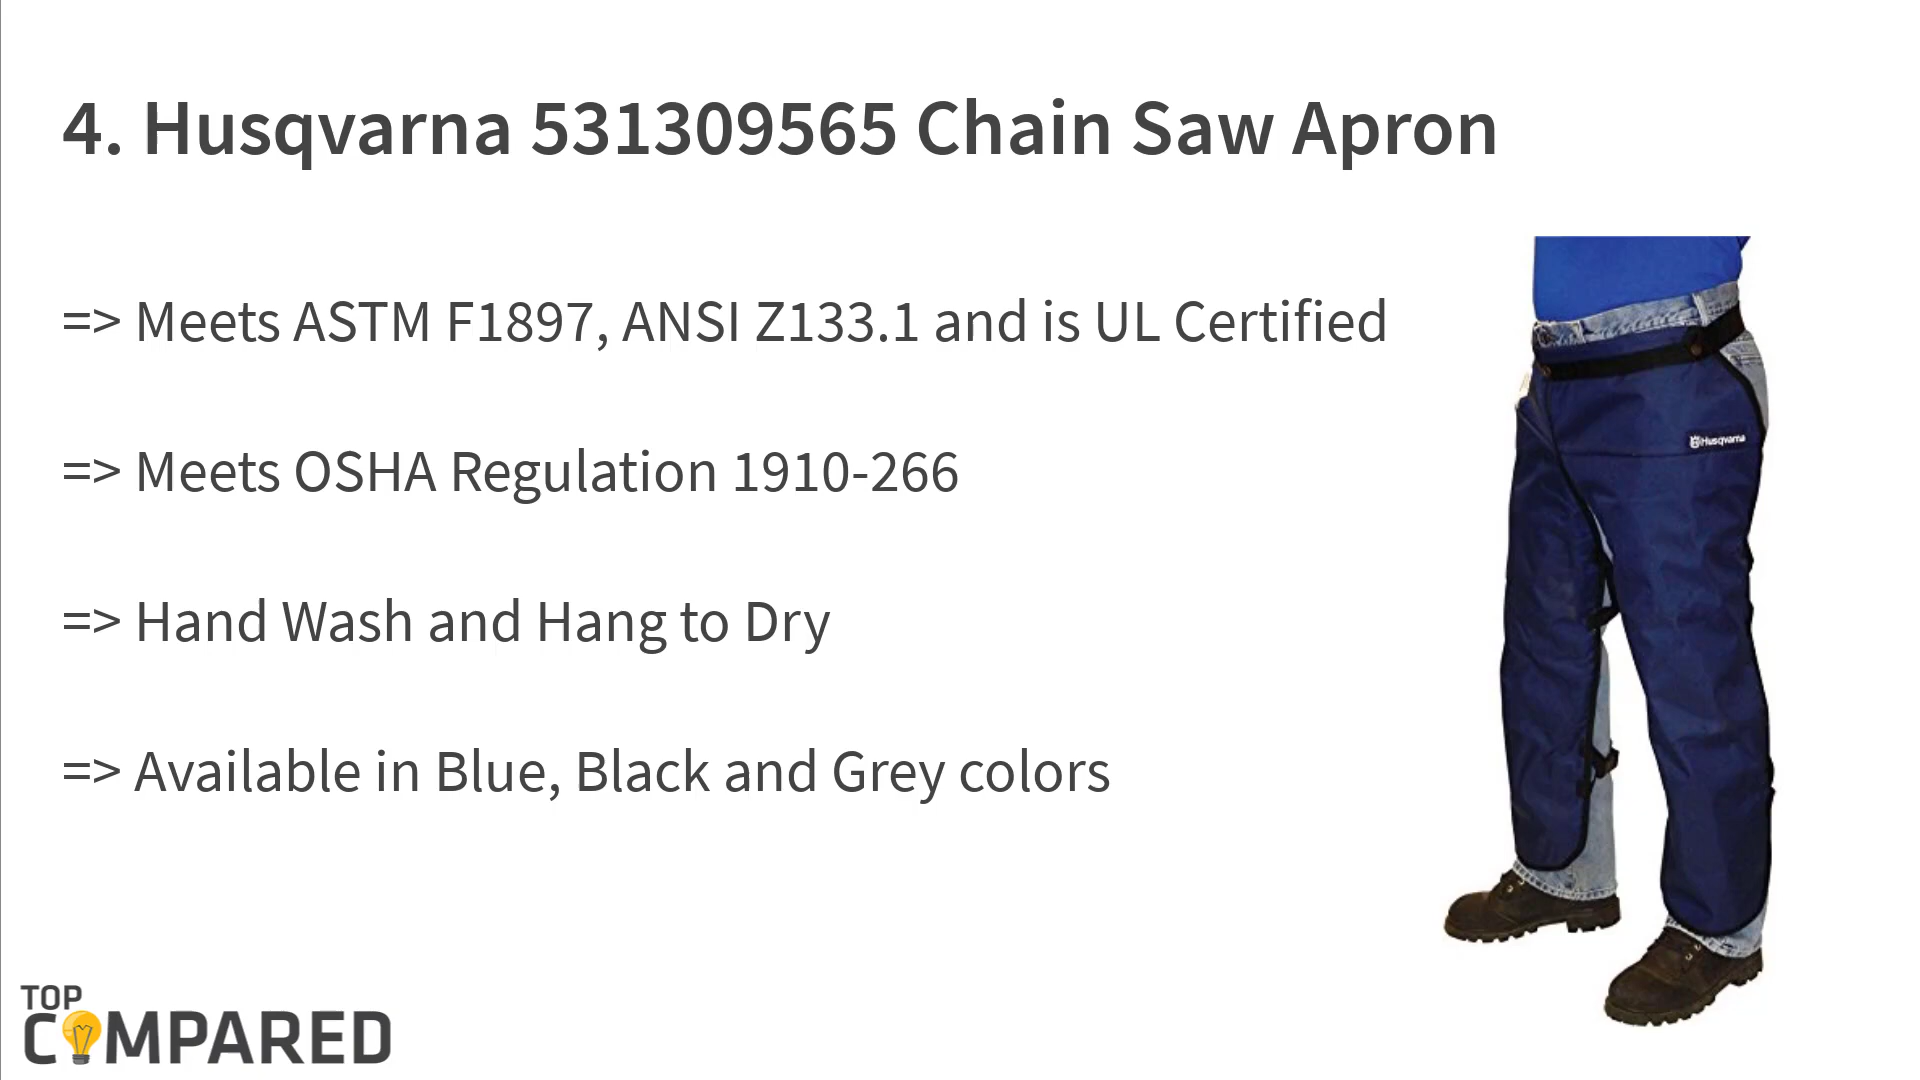 4. Husqvarna 531309565 Chain Saw Apron
=> Meets ASTM F1897, ANSI Z133.1 and is UL Certified
=> Meets OSHA Regulation 1910-266
=> Hand Wash and Hang to Dry
=> Available in Blue, Black and Grey colors
Husqvarna
TOP
COMPARED